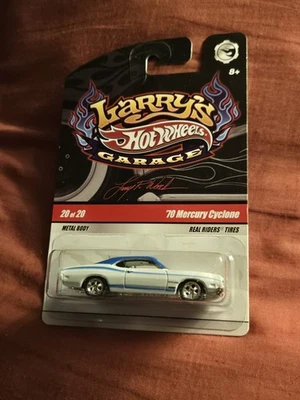 8+
LARRY'S
Hot Wheels
GARAGE
20 of 20
'70 Mercury Cyclone
METAL BODY
REAL RIDERS® TIRES